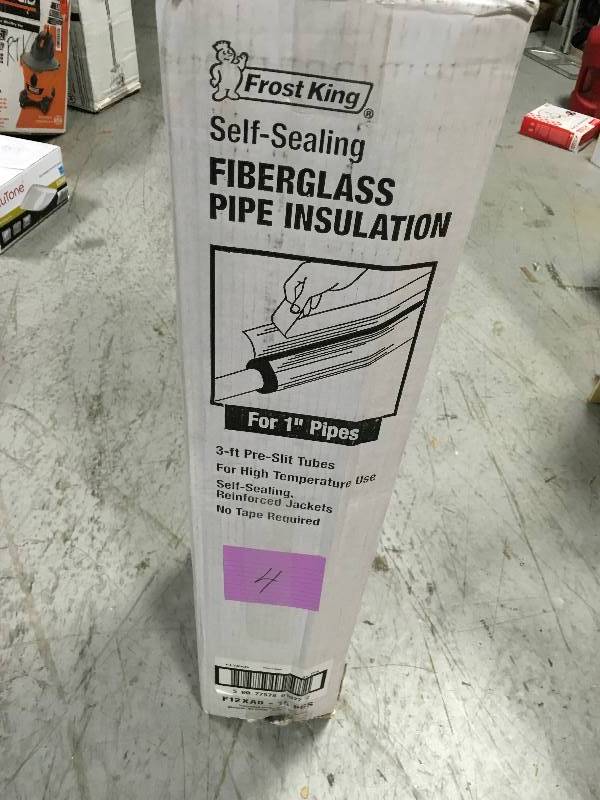 Frost King®
Self-Sealing
FIBERGLASS
PIPE INSULATION
For 1" Pipes
3-ft Pre-Slit Tubes
For High Temperature Use
Self-Sealing,
Reinforced Jackets
No Tape Required
4
77578
F12XAD -